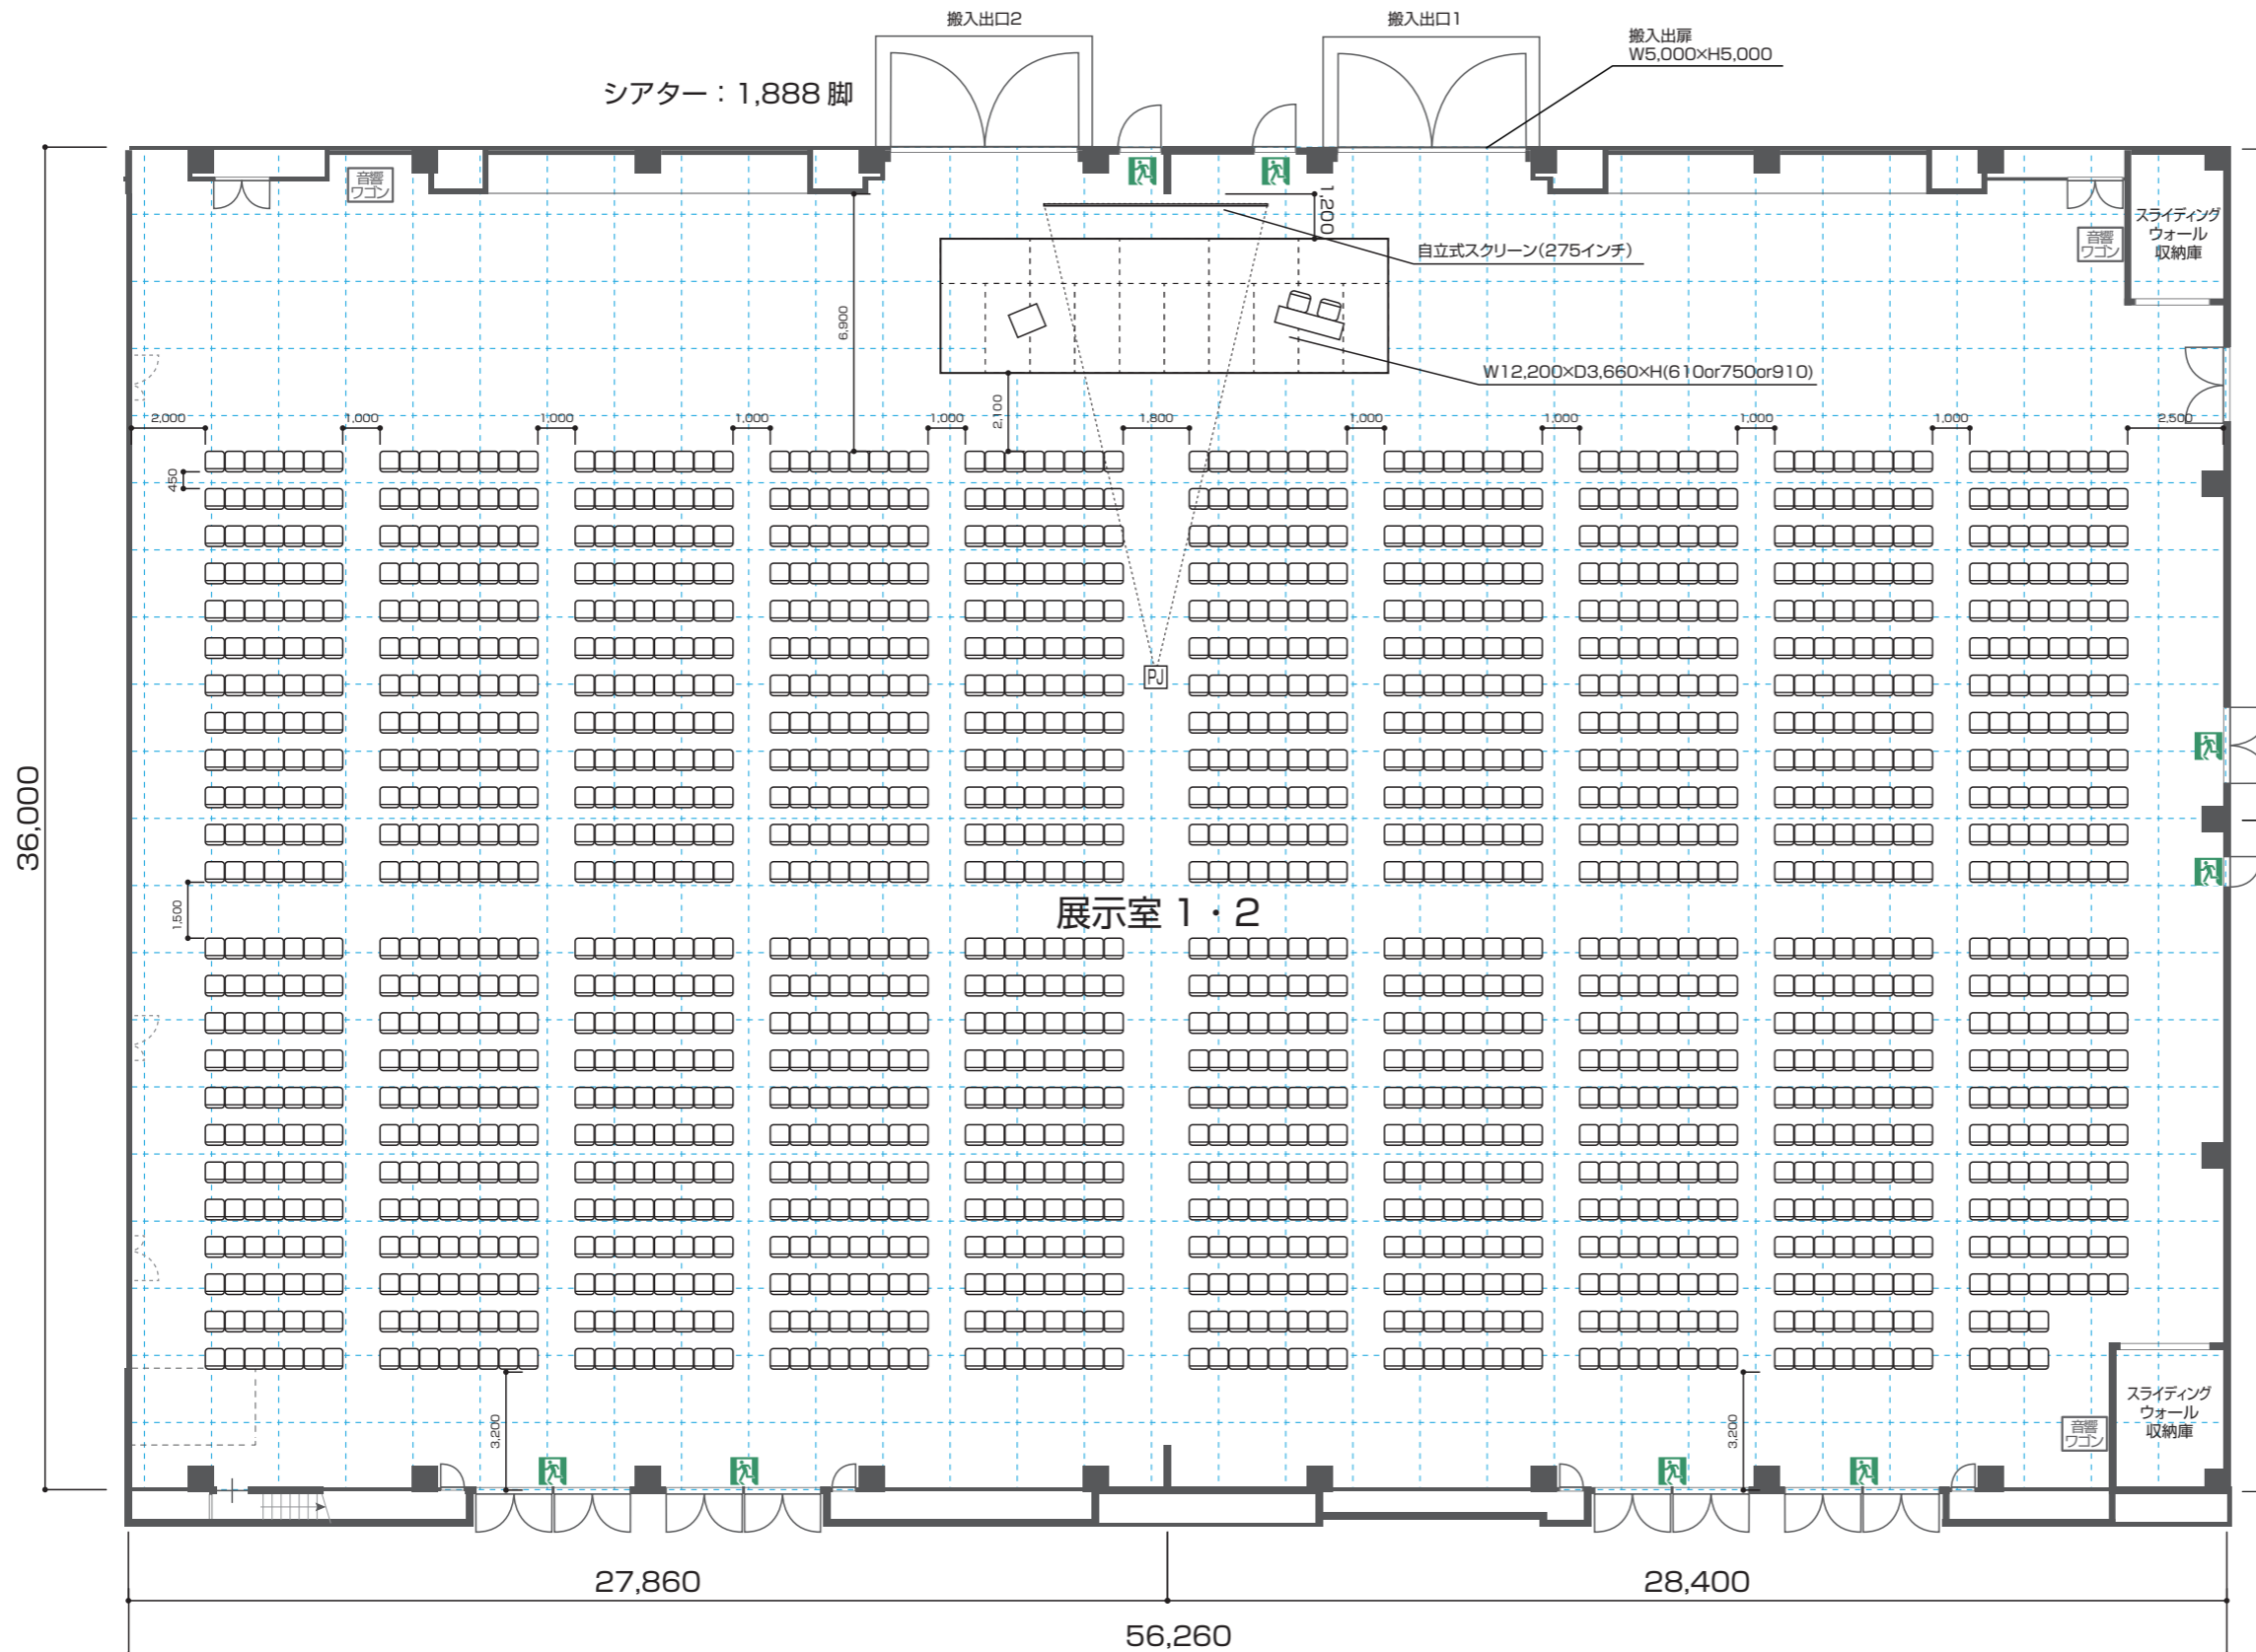 搬入出口2
搬入出口1
搬入出扉
W5,000×H5,000
シアター：1,888 脚
音響
ワゴン
1,200
スライディング
ウォール
収納庫
音響
ワゴン
自立式スクリーン(275インチ)
6,900
W12,200×D3,660×H(610or750or910)
2,100
2,000
1,000
1,000
1,000
1,000
1,800
1,000
1,000
1,000
1,000
2,500
450
PJ
36,000
1,500
展示室 1・2
3,200
3,200
スライディング
ウォール
収納庫
音響
ワゴン
27,860
28,400
56,260